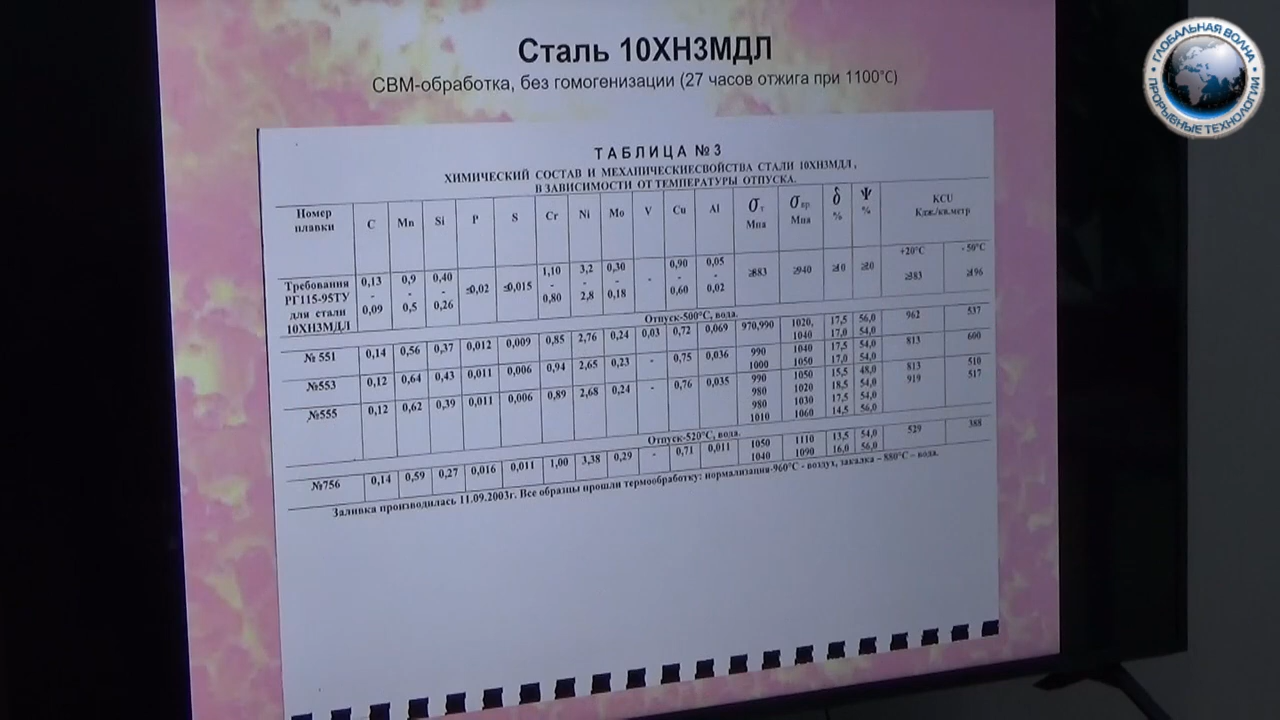 Сталь 10ХН3МДЛ
СВМ-обработка, без гомогенизации (27 часов отжига при 1100°С)
ГЛОБАЛЬНАЯ ВОЛНА
ПРОРЫВНЫЕ ТЕХНОЛОГИИ
ТАБЛИЦА №3
ХИМИЧЕСКИЙ СОСТАВ И МЕХАНИЧЕСКИЕСВОЙСТВА СТАЛИ 10ХН3МДЛ,
В ЗАВИСИМОСТИ ОТ ТЕМПЕРАТУРЫ ОТПУСКА.
Номер плавки C Mn Si P S Cr Ni Mo V Cu Al σт Мпа σвр Мпа δ % Ψ % KCU Кдж/кв.метр
+20°С -50°С
Требования 0,13 0,9 0,40 ≤0,02 ≤0,015 1,10 3,2 0,30 - 0,90 0,05 ≥883 ≥940 ≥10 ≥20 ≥383 ≥196
РГ115-95ТУ - - - - - - - -
для стали 0,09 0,5 0,26 0,80 2,8 0,18 0,60 0,02
10ХН3МДЛ
Отпуск-500°С, вода.
№551 0,14 0,56 0,37 0,012 0,009 0,85 2,76 0,24 0,03 0,72 0,069 970,990 1020, 17,5 56,0 962 537
1040 17,0 54,0
№553 0,12 0,64 0,43 0,011 0,006 0,94 2,65 0,23 - 0,75 0,036 990 1040 17,5 54,0 813 600
1000 1050 17,0 54,0
№555 0,12 0,62 0,39 0,011 0,006 0,89 2,68 0,24 - 0,76 0,035 990 1050 15,5 48,0 813 510
980 1020 18,5 54,0 919 517
980 1030 17,5 54,0
1010 1060 14,5 56,0
Отпуск-520°С, вода.
№756 0,14 0,59 0,27 0,016 0,011 1,00 3,38 0,29 - 0,71 0,011 1050 1110 13,5 54,0 529 388
1040 1090 16,0 56,0
Заливка производилась 11.09.2003г. Все образцы прошли термообработку: нормализация-960°С - воздух, закалка – 880°С – вода.